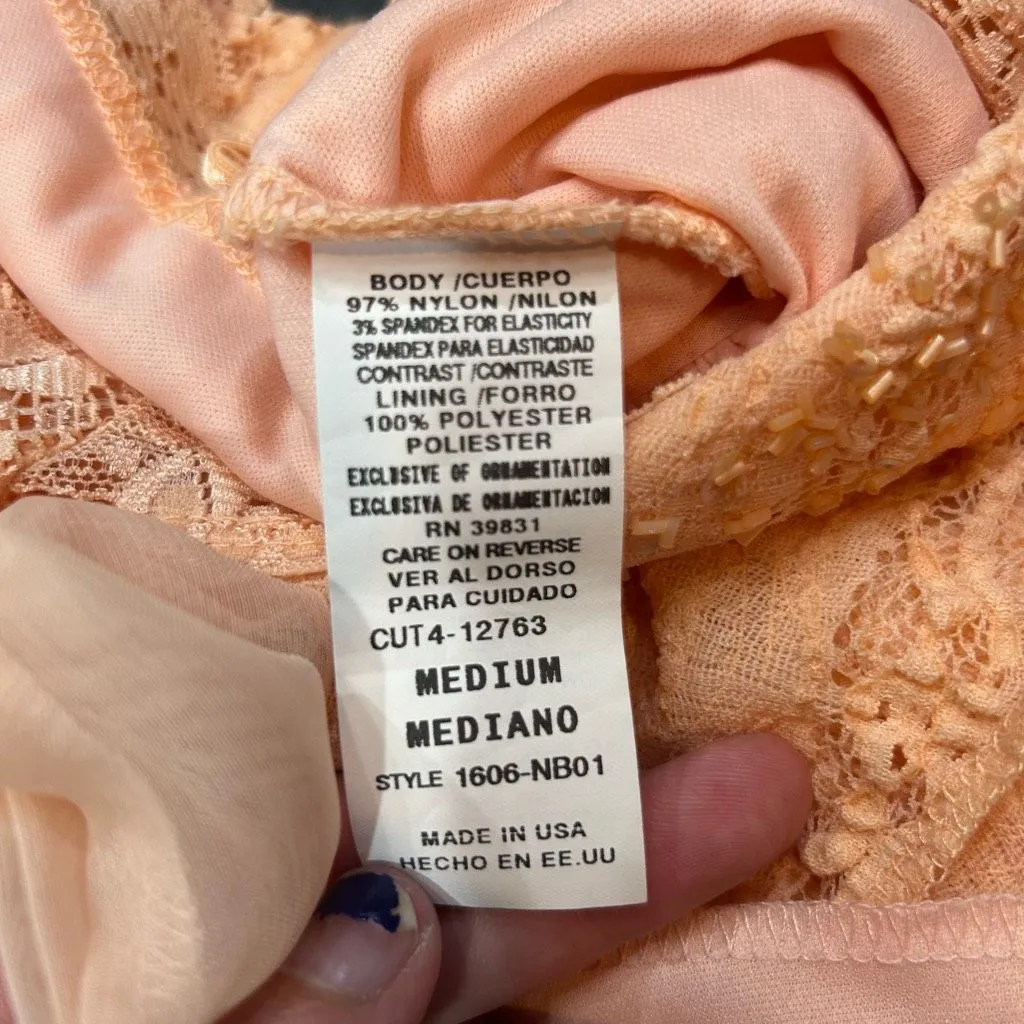 BODY /CUERPO
97% NYLON /NILON
3% SPANDEX FOR ELASTICITY
SPANDEX PARA ELASTICIDAD
CONTRAST /CONTRASTE
LINING /FORRO
100% POLYESTER
POLIESTER
EXCLUSIVE OF ORNAMENTATION
EXCLUSIVA DE ORNAMENTACION
RN 39831
CARE ON REVERSE
VER AL DORSO
PARA CUIDADO
CUT4-12763
MEDIUM
MEDIANO
STYLE 1606-NB01
MADE IN USA
HECHO EN EE.UU